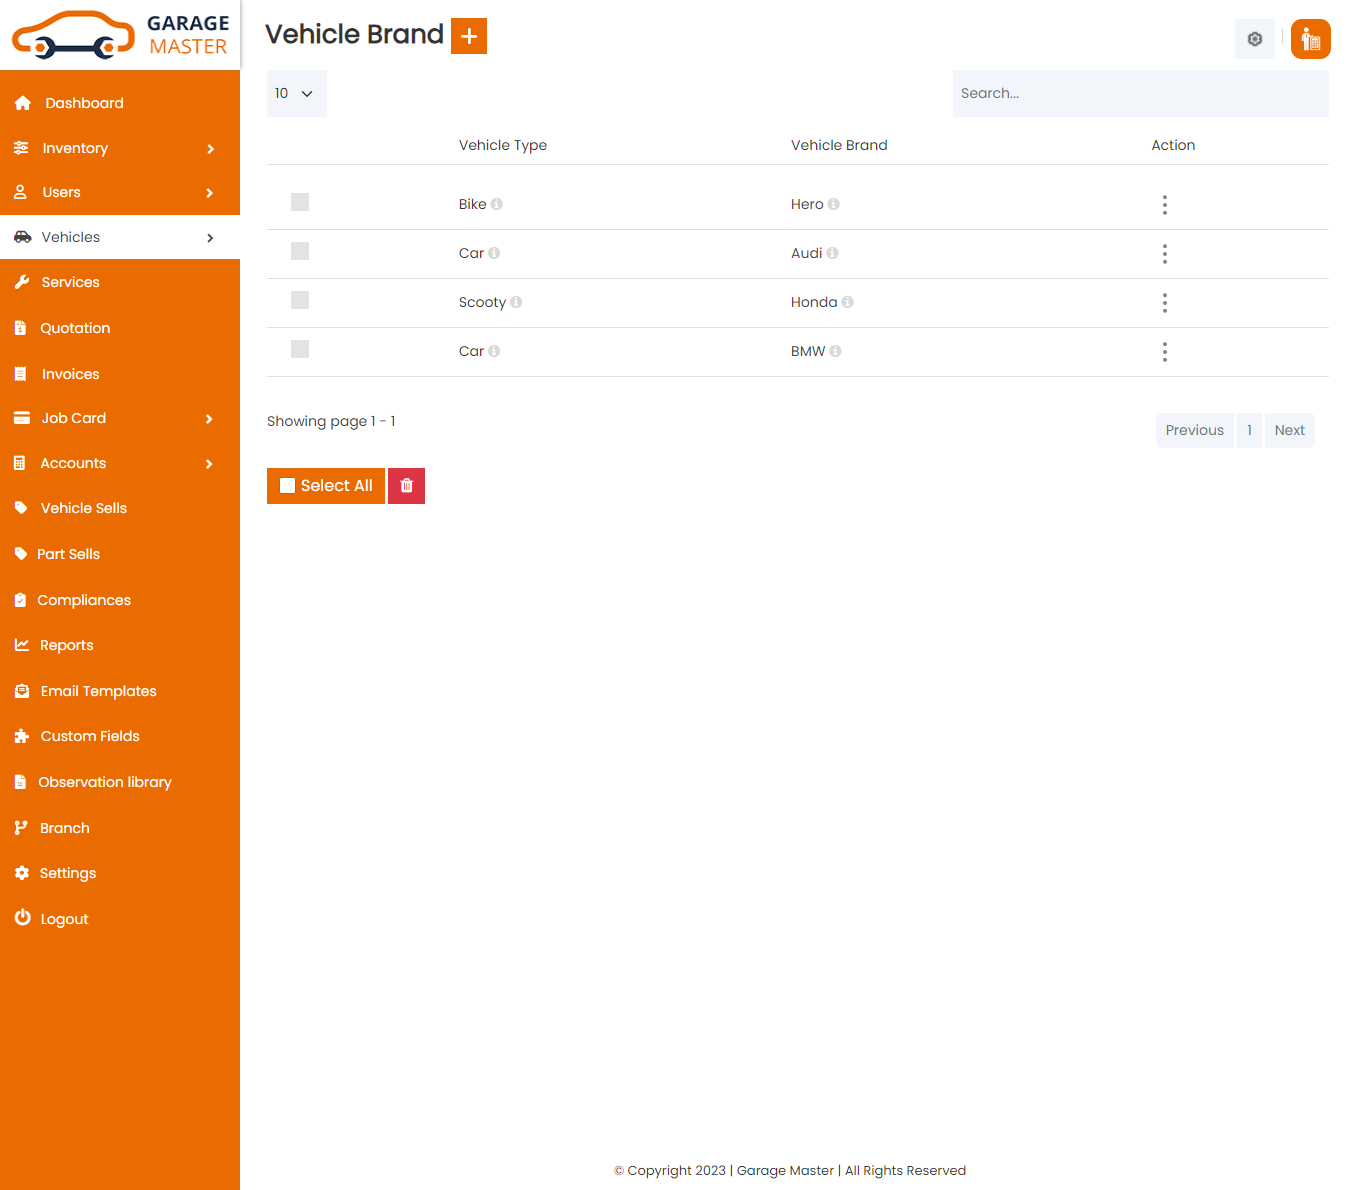 GARAGE
MASTER
Vehicle Brand
Dashboard
Inventory
Users
Vehicles
Services
Quotation
Invoices
Job Card
Accounts
Vehicle Sells
Part Sells
Compliances
Reports
Email Templates
Custom Fields
Observation library
Branch
Settings
Logout
10
Search...
Vehicle Type Vehicle Brand Action
Bike Hero
Car Audi
Scooty Honda
Car BMW
Showing page 1 - 1
Previous 1 Next
Select All
© Copyright 2023 | Garage Master | All Rights Reserved